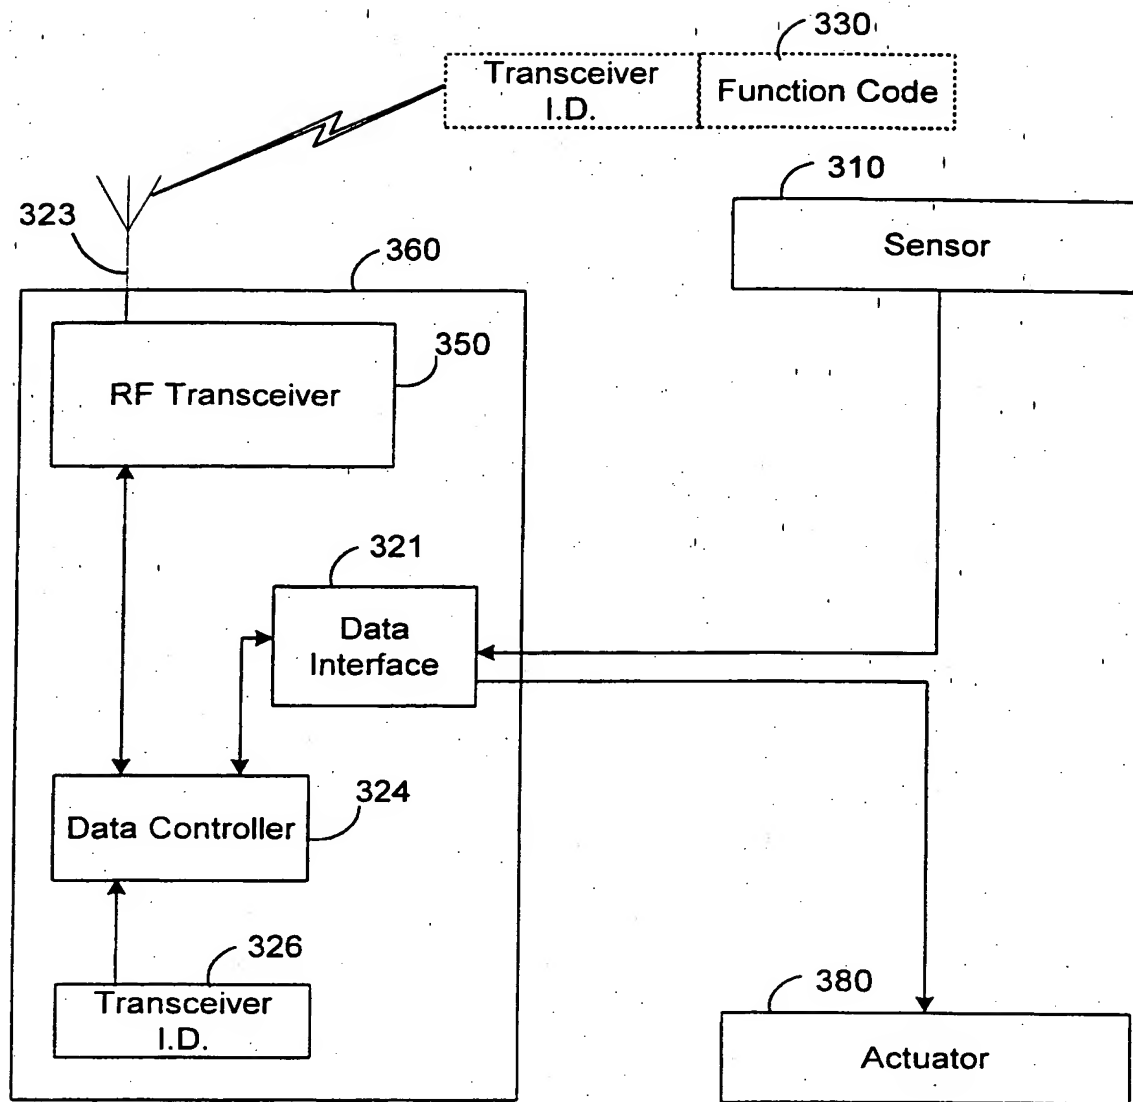 330
Transceiver
I.D.
Function Code
310
Sensor
323
360
350
RF Transceiver
321
Data
Interface
324
Data Controller
326
Transceiver
I.D.
380
Actuator